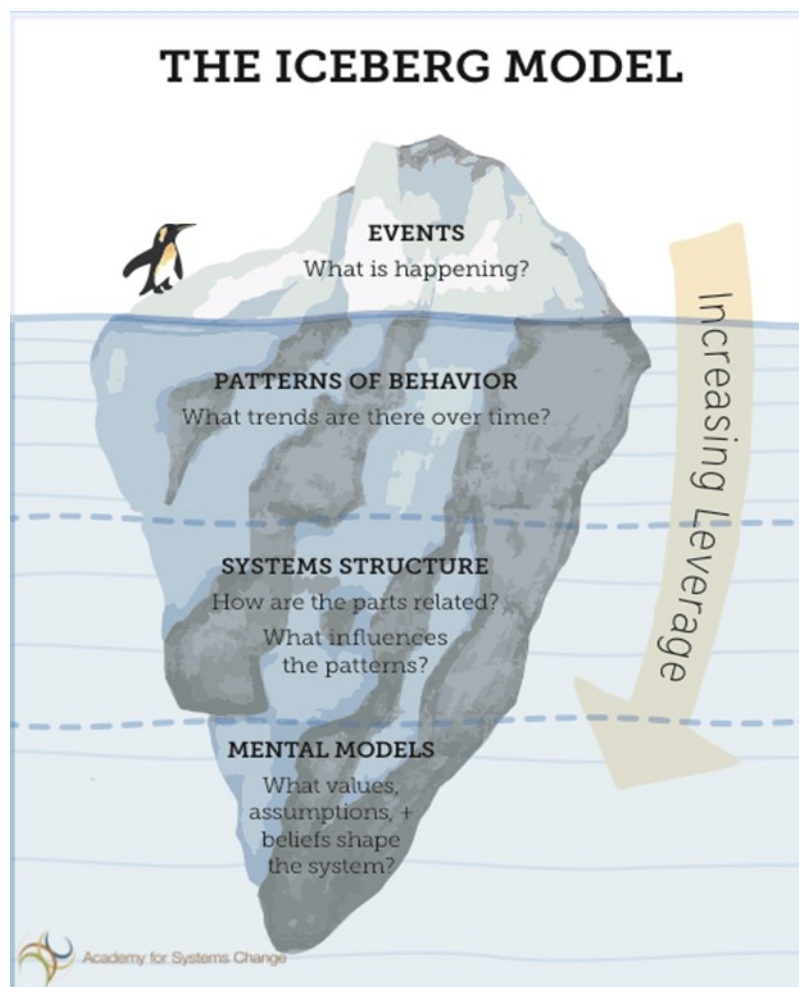 THE ICEBERG MODEL
EVENTS
What is happening?
PATTERNS OF BEHAVIOR
What trends are there over time?
SYSTEMS STRUCTURE
How are the parts related?
What influences
the patterns?
MENTAL MODELS
What values,
assumptions, +
beliefs shape
the system?
Increasing Leverage
Academy for Systems Change